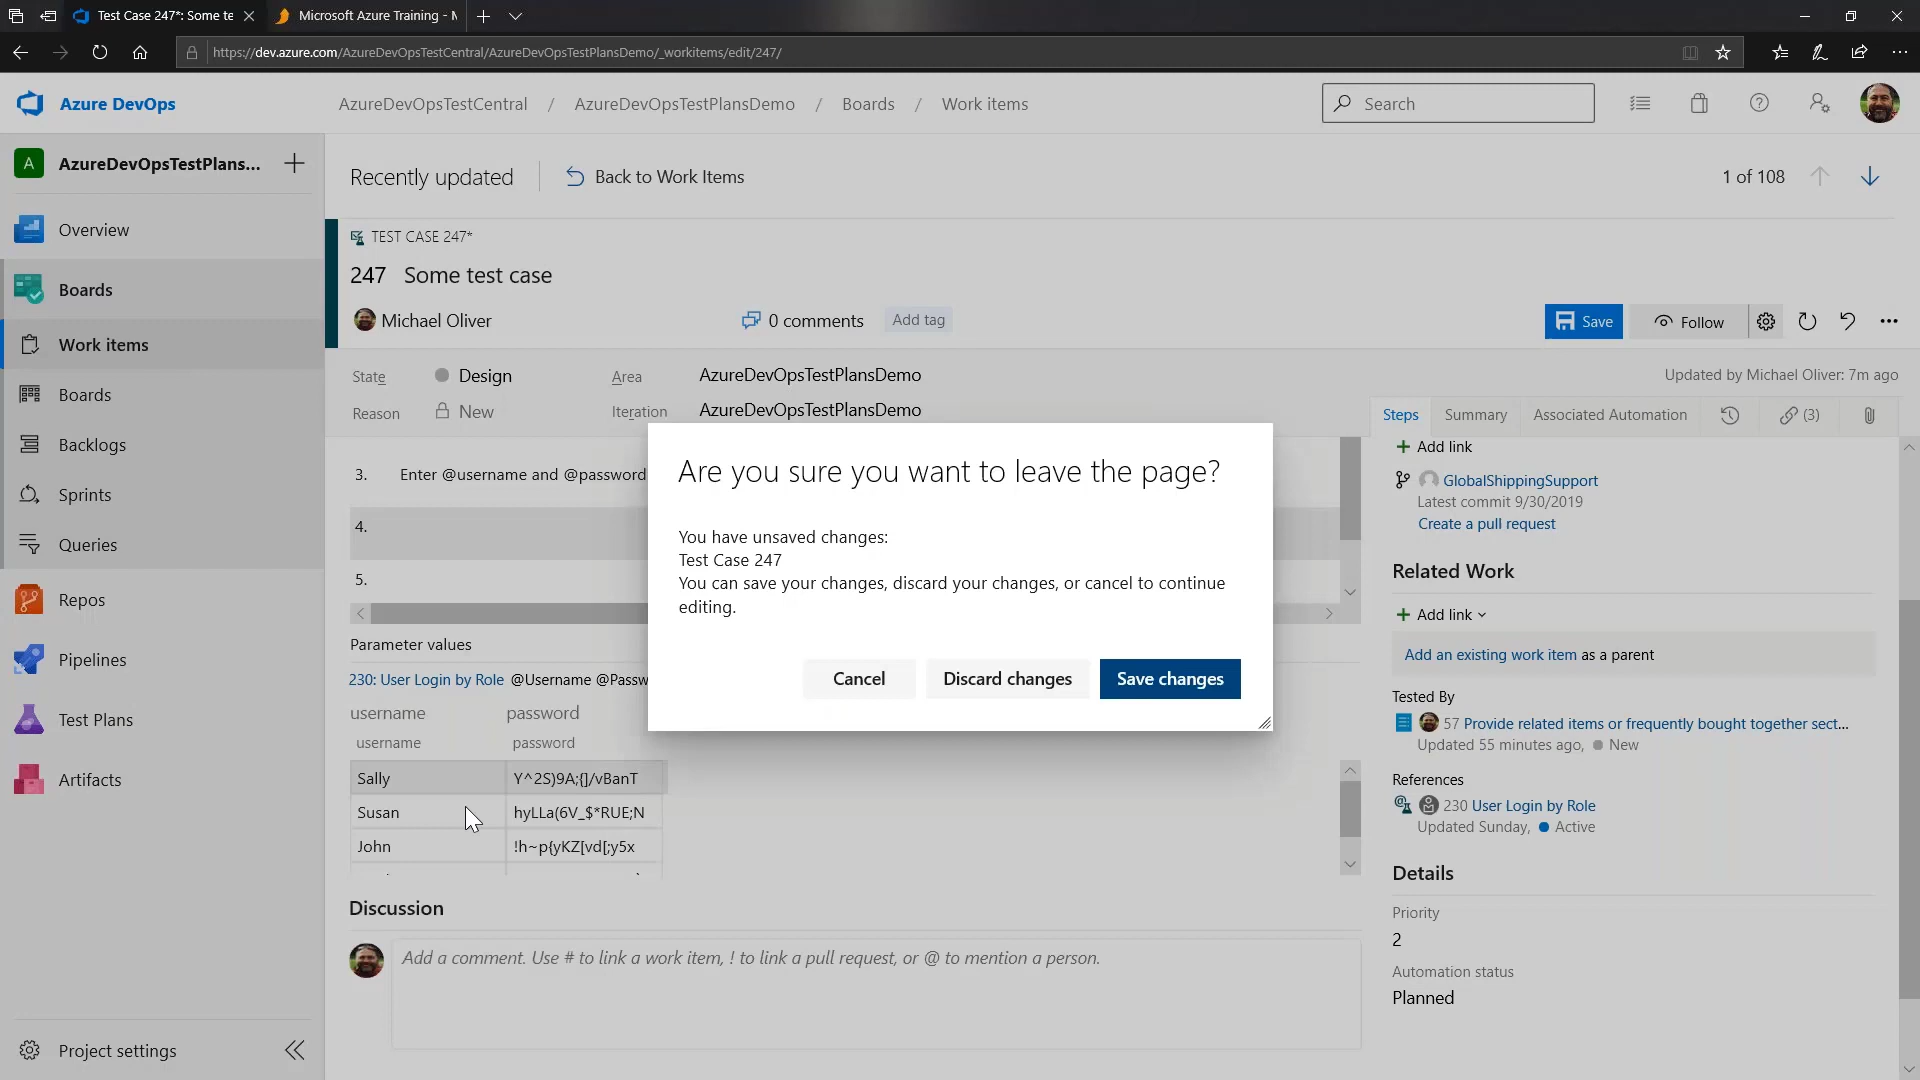 Test Case 247*: Some te
Microsoft Azure Training - M
https://dev.azure.com/AzureDevOpsTestCentral/AzureDevOpsTestPlansDemo/_workitems/edit/247/
Azure DevOps
AzureDevOpsTestCentral / AzureDevOpsTestPlansDemo / Boards / Work items
Search
A AzureDevOpsTestPlans...
Overview
Boards
Work items
Boards
Backlogs
Sprints
Queries
Repos
Pipelines
Test Plans
Artifacts
Project settings
Recently updated
Back to Work Items
1 of 108
TEST CASE 247*
247 Some test case
Michael Oliver
0 comments
Add tag
Save
Follow
State Design
Area AzureDevOpsTestPlansDemo
Updated by Michael Oliver: 7m ago
Reason New
Iteration AzureDevOpsTestPlansDemo
Steps
Summary
Associated Automation
(3)
3. Enter @username and @password
4.
5.
Parameter values
230: User Login by Role @Username @Passw
username password
username password
Sally Y^2S)9A;{]/vBanT
Susan hyLLa(6V_$*RUE;N
John !h~p{yKZ[vd[;y5x
Discussion
Add a comment. Use # to link a work item, ! to link a pull request, or @ to mention a person.
Are you sure you want to leave the page?
You have unsaved changes:
Test Case 247
You can save your changes, discard your changes, or cancel to continue
editing.
Cancel
Discard changes
Save changes
Add link
GlobalShippingSupport
Latest commit 9/30/2019
Create a pull request
Related Work
Add link
Add an existing work item as a parent
Tested By
57 Provide related items or frequently bought together sect...
Updated 55 minutes ago, New
References
230 User Login by Role
Updated Sunday, Active
Details
Priority
2
Automation status
Planned